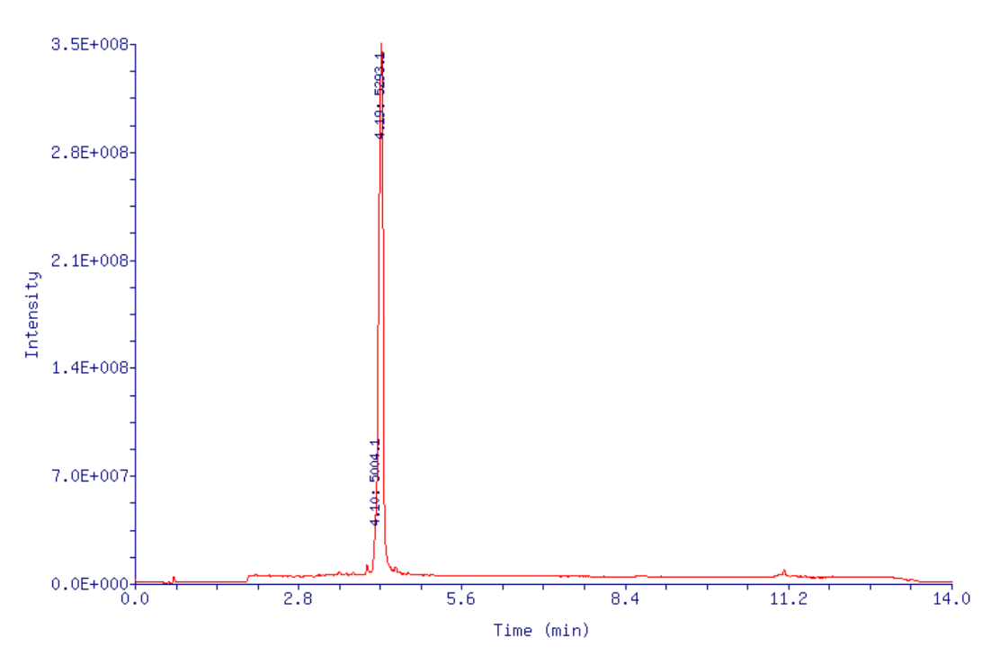 3.5E+008
4.19: 5293.1
2.8E+008
2.1E+008
Intensity
1.4E+008
4.10: 5004.1
7.0E+007
0.0E+000
0.0 2.8 5.6 8.4 11.2 14.0
Time (min)